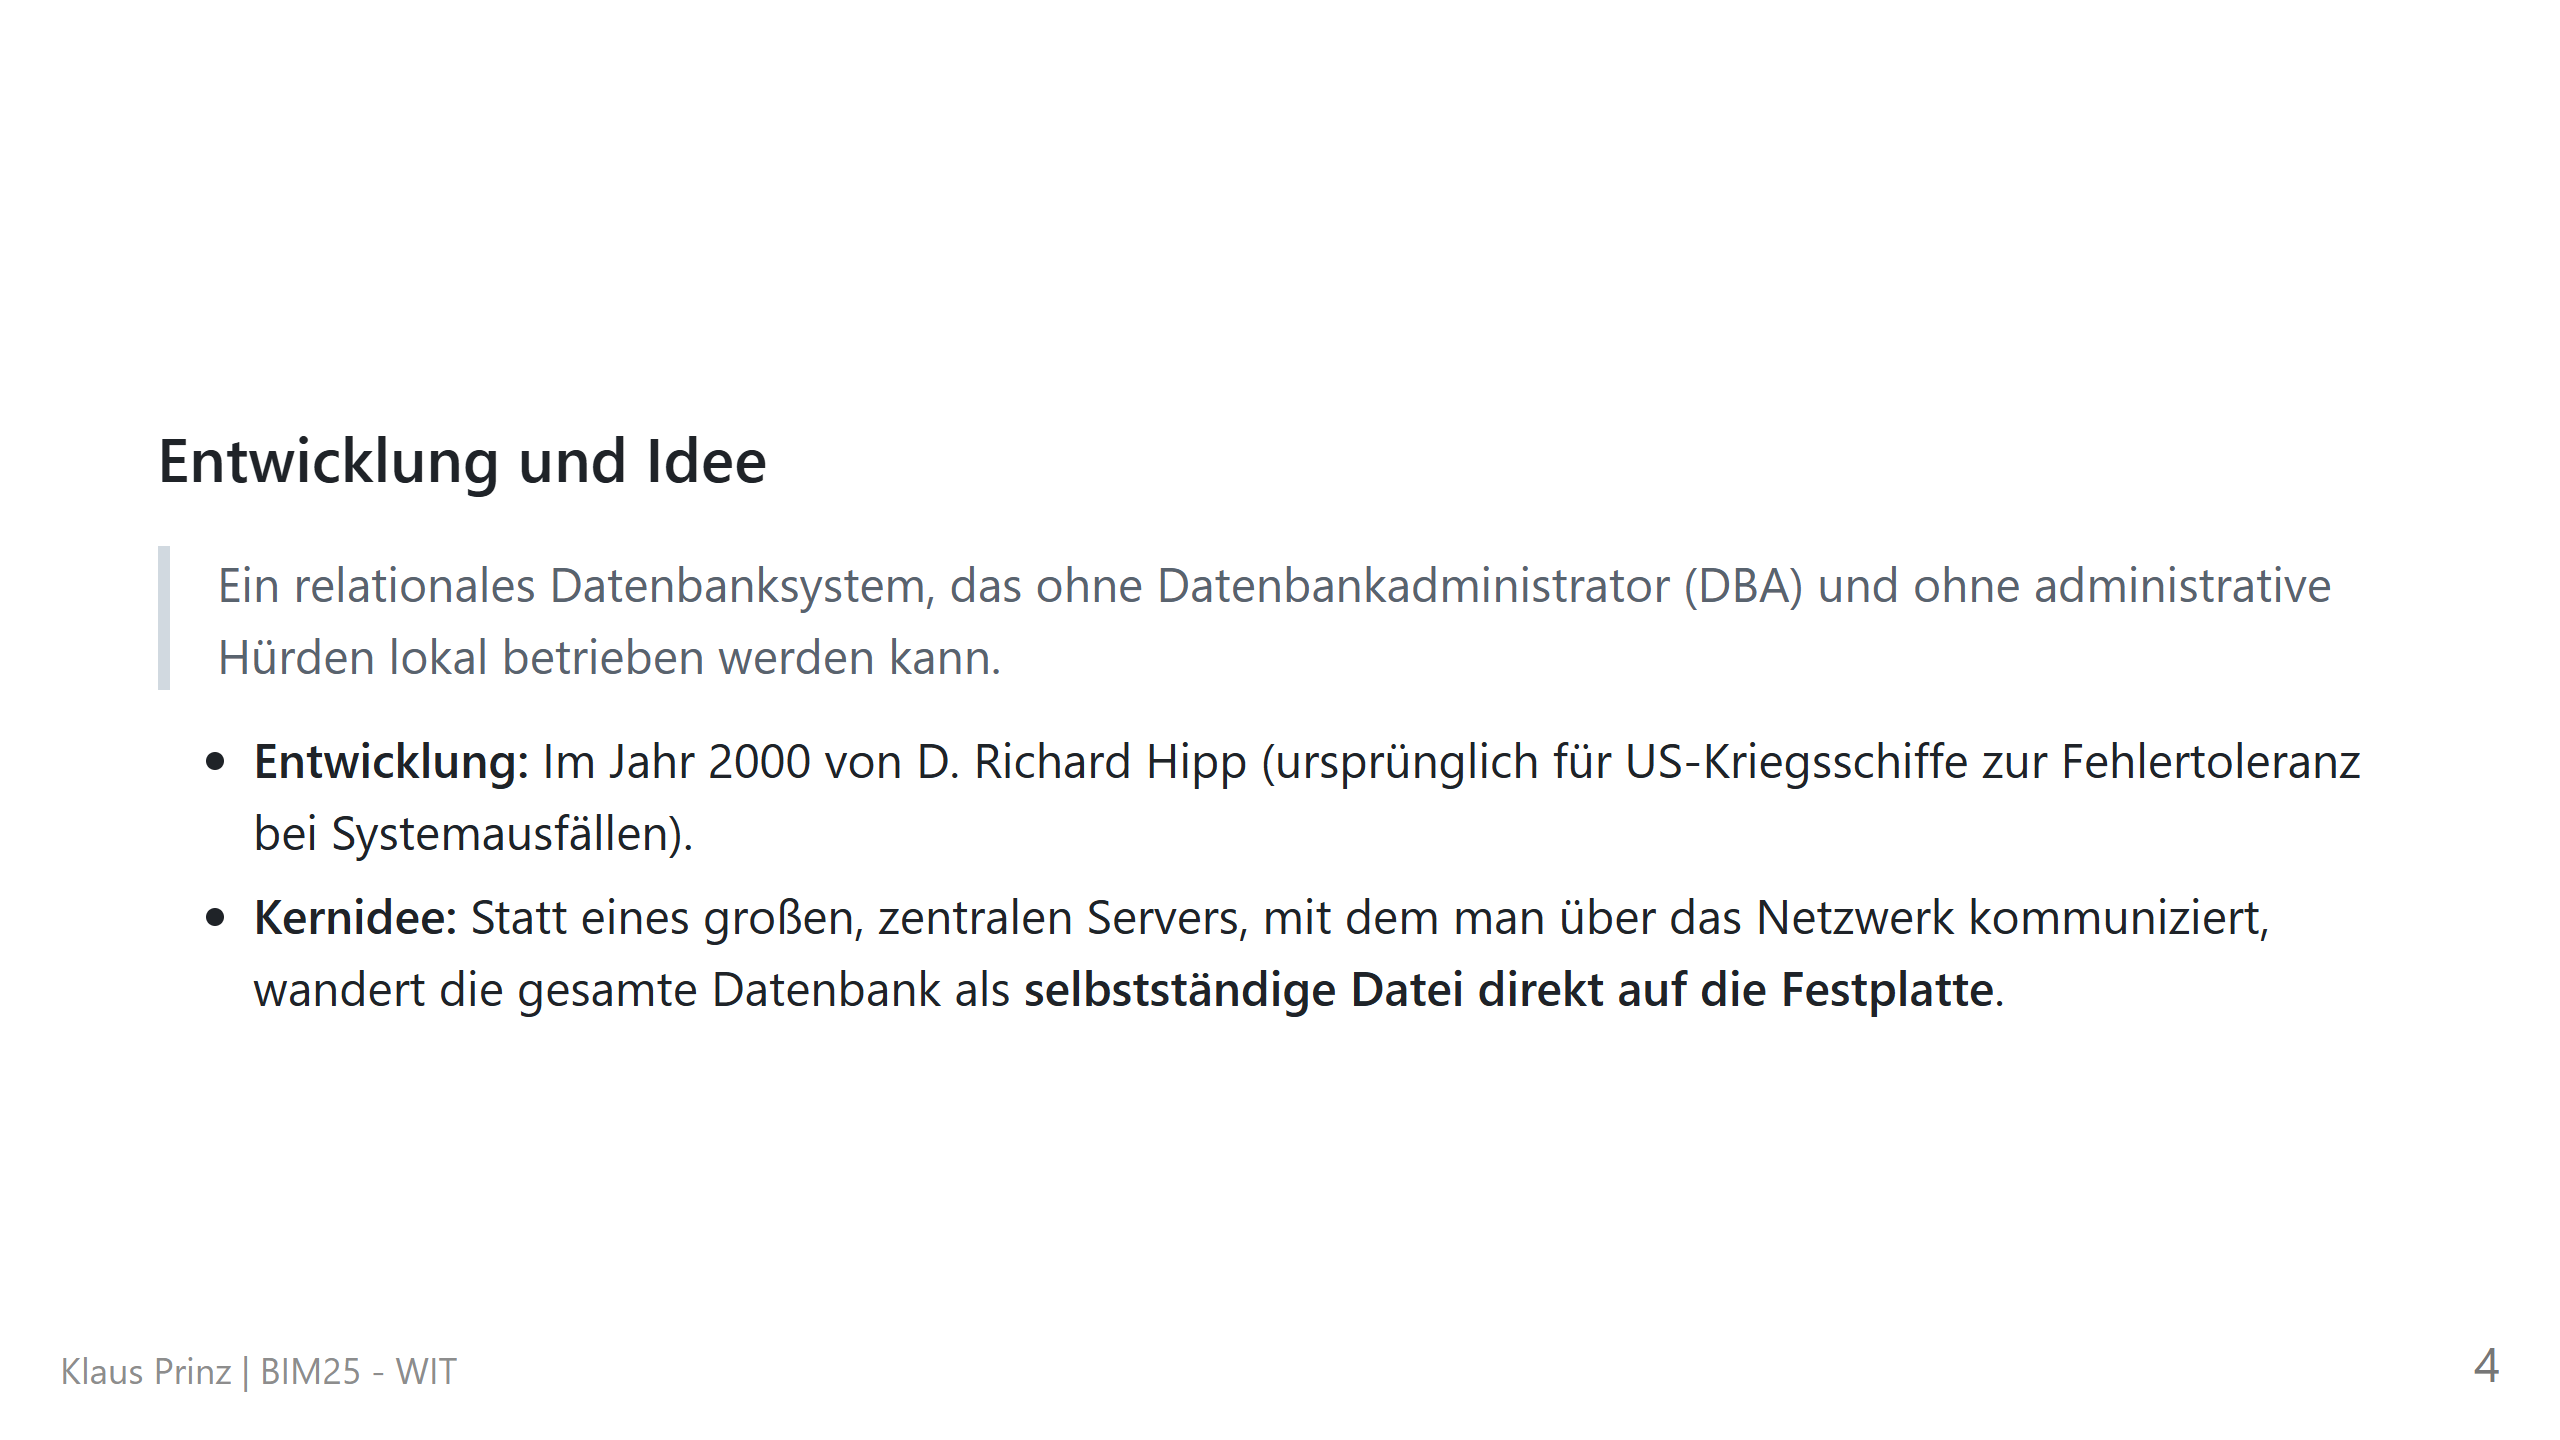 Entwicklung und Idee
Ein relationales Datenbanksystem, das ohne Datenbankadministrator (DBA) und ohne administrative
Hürden lokal betrieben werden kann.
• Entwicklung: Im Jahr 2000 von D. Richard Hipp (ursprünglich für US-Kriegsschiffe zur Fehlertoleranz
bei Systemausfällen).
• Kernidee: Statt eines großen, zentralen Servers, mit dem man über das Netzwerk kommuniziert,
wandert die gesamte Datenbank als selbstständige Datei direkt auf die Festplatte.
Klaus Prinz | BIM25 - WIT
4